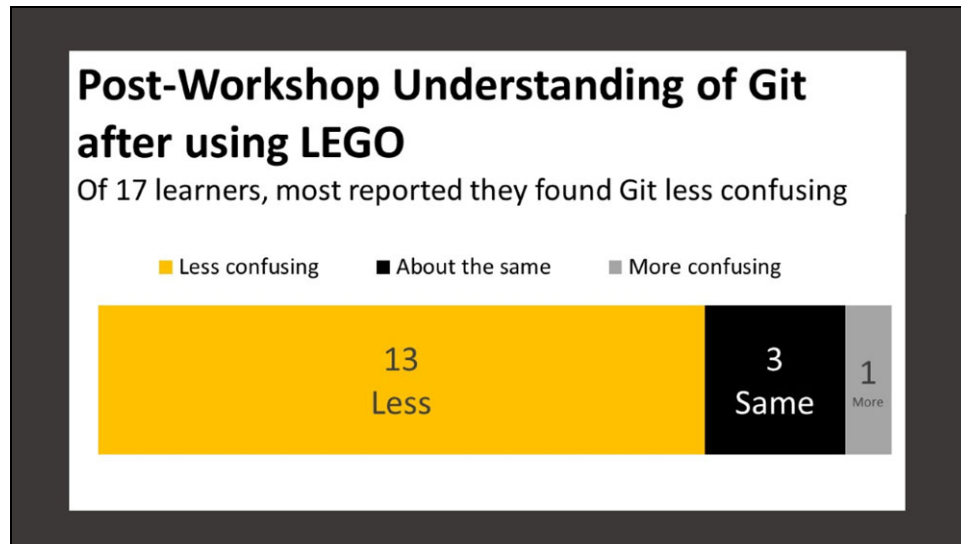 Post-Workshop Understanding of Git
after using LEGO
Of 17 learners, most reported they found Git less confusing
Less confusing About the same More confusing
13 3 1
Less Same More